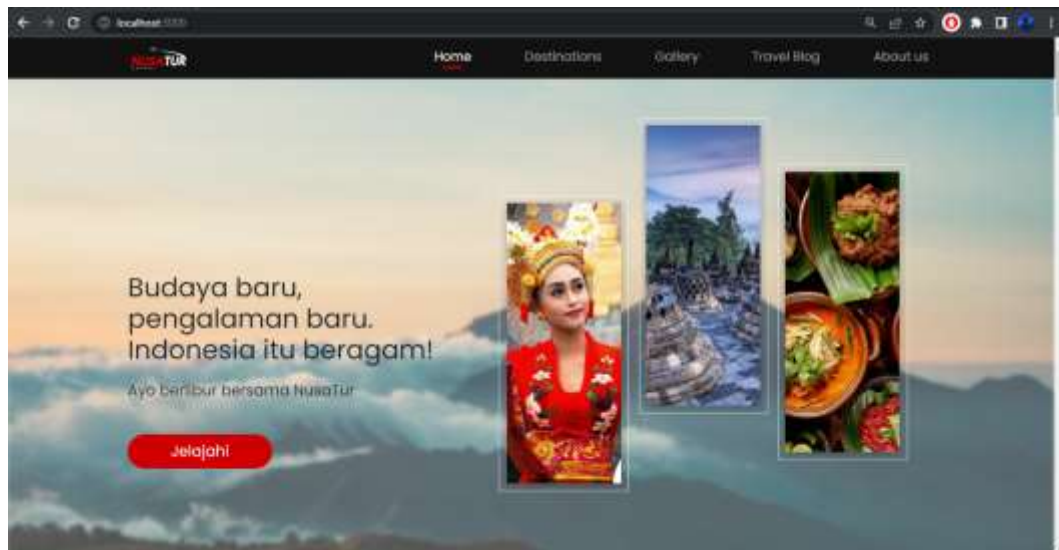 localhost
NUSATUR
Home
Destinations
Gallery
Travel Blog
About us
Budaya baru,
pengalaman baru.
Indonesia itu beragam!
Ayo berlibur bersama NusaTur
Jelajahi